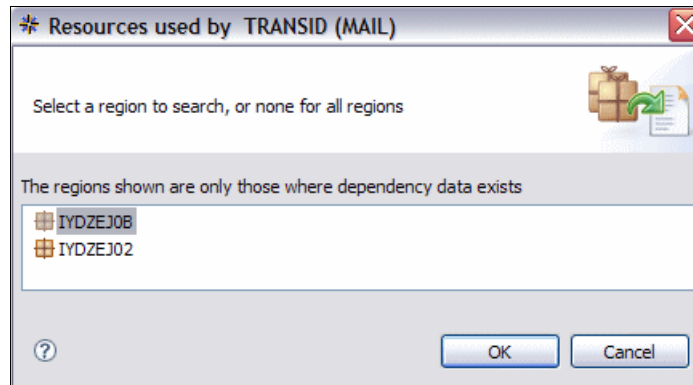 Resources used by TRANSID (MAIL)
Select a region to search, or none for all regions
The regions shown are only those where dependency data exists
IYDZEJ0B
IYDZEJ02
?
OK
Cancel